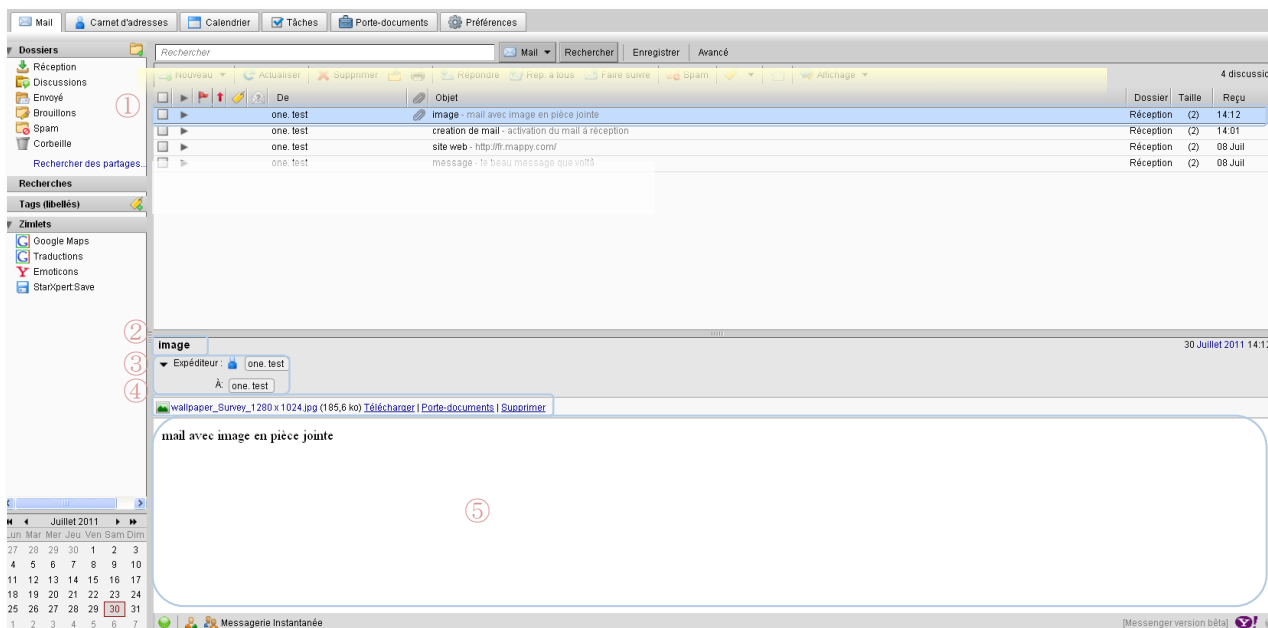 Mail Carnet d'adresses Calendrier Tâches Porte-documents Préférences
Dossiers
Réception
Discussions
Envoyé
Brouillons
Spam
Corbeille
Rechercher des partages...
Recherches
Tags (libellés)
Zimlets
Google Maps
Traductions
Emoticons
StarXpert:Save
Rechercher Mail Rechercher Enregistrer Avancé
Nouveau Actualiser Supprimer Répondre Rép. à tous Faire suivre Spam Affichage 4 discussio
De Objet Dossier Taille Reçu
① one. test image - mail avec image en pièce jointe Réception (2) 14:12
one. test creation de mail - activation du mail à réception Réception (2) 14:01
one. test site web - http://fr.mappy.com/ Réception (2) 08 Juil
one. test message - le beau message que voilà Réception (2) 08 Juil
② image 30 Juillet 2011 14:12
③ Expéditeur : one. test
④ À: one. test
wallpaper_Survey_1280 x 1024.jpg (185,6 ko) Télécharger | Porte-documents | Supprimer
mail avec image en pièce jointe
⑤
Juillet 2011
Lun Mar Mer Jeu Ven Sam Dim
27 28 29 30 1 2 3
4 5 6 7 8 9 10
11 12 13 14 15 16 17
18 19 20 21 22 23 24
25 26 27 28 29 30 31
1 2 3 4 5 6 7
Messagerie Instantanée [Messenger version bêta] Y!